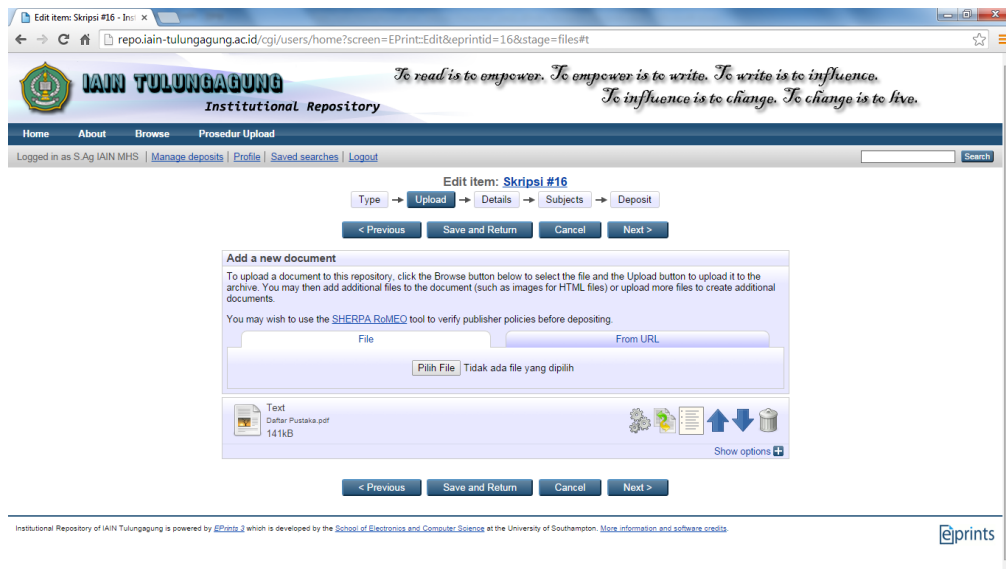 Edit item: Skripsi #16 - Inst
repo.iain-tulungagung.ac.id/cgi/users/home?screen=EPrint::Edit&eprintid=16&stage=files#t
IAIN TULUNGAGUNG
Institutional Repository
To read is to empower. To empower is to write. To write is to influence.
To influence is to change. To change is to live.
Home About Browse Prosedur Upload
Logged in as S.Ag IAIN MHS | Manage deposits | Profile | Saved searches | Logout Search
Edit item: Skripsi #16
Type → Upload → Details → Subjects → Deposit
< Previous Save and Return Cancel Next >
Add a new document
To upload a document to this repository, click the Browse button below to select the file and the Upload button to upload it to the
archive. You may then add additional files to the document (such as images for HTML files) or upload more files to create additional
documents.
You may wish to use the SHERPA RoMEO tool to verify publisher policies before depositing.
File From URL
Pilih File Tidak ada file yang dipilih
Text
Daftar Pustaka.pdf
141kB
Show options
< Previous Save and Return Cancel Next >
Institutional Repository of IAIN Tulungagung is powered by EPrints 3 which is developed by the School of Electronics and Computer Science at the University of Southampton. More information and software credits.
eprints